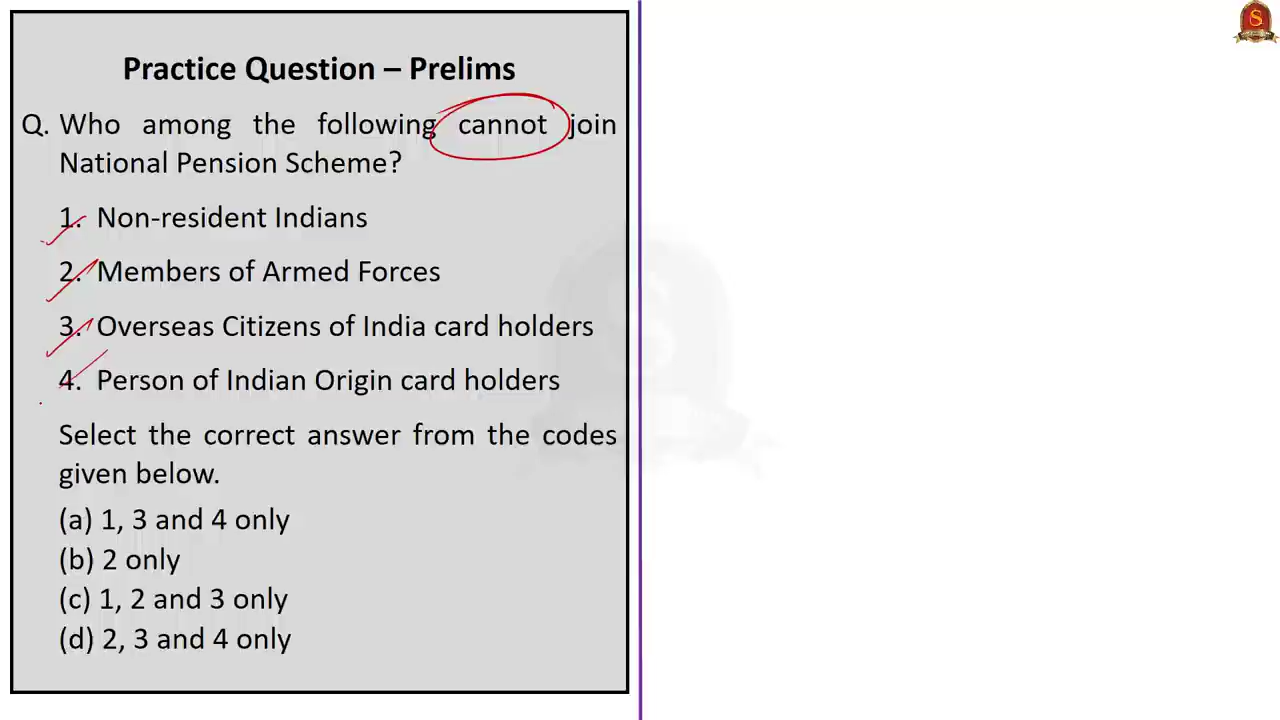 Practice Question – Prelims
Q. Who among the following cannot join
National Pension Scheme?
1. Non-resident Indians
2. Members of Armed Forces
3. Overseas Citizens of India card holders
4. Person of Indian Origin card holders
Select the correct answer from the codes
given below.
(a) 1, 3 and 4 only
(b) 2 only
(c) 1, 2 and 3 only
(d) 2, 3 and 4 only
S